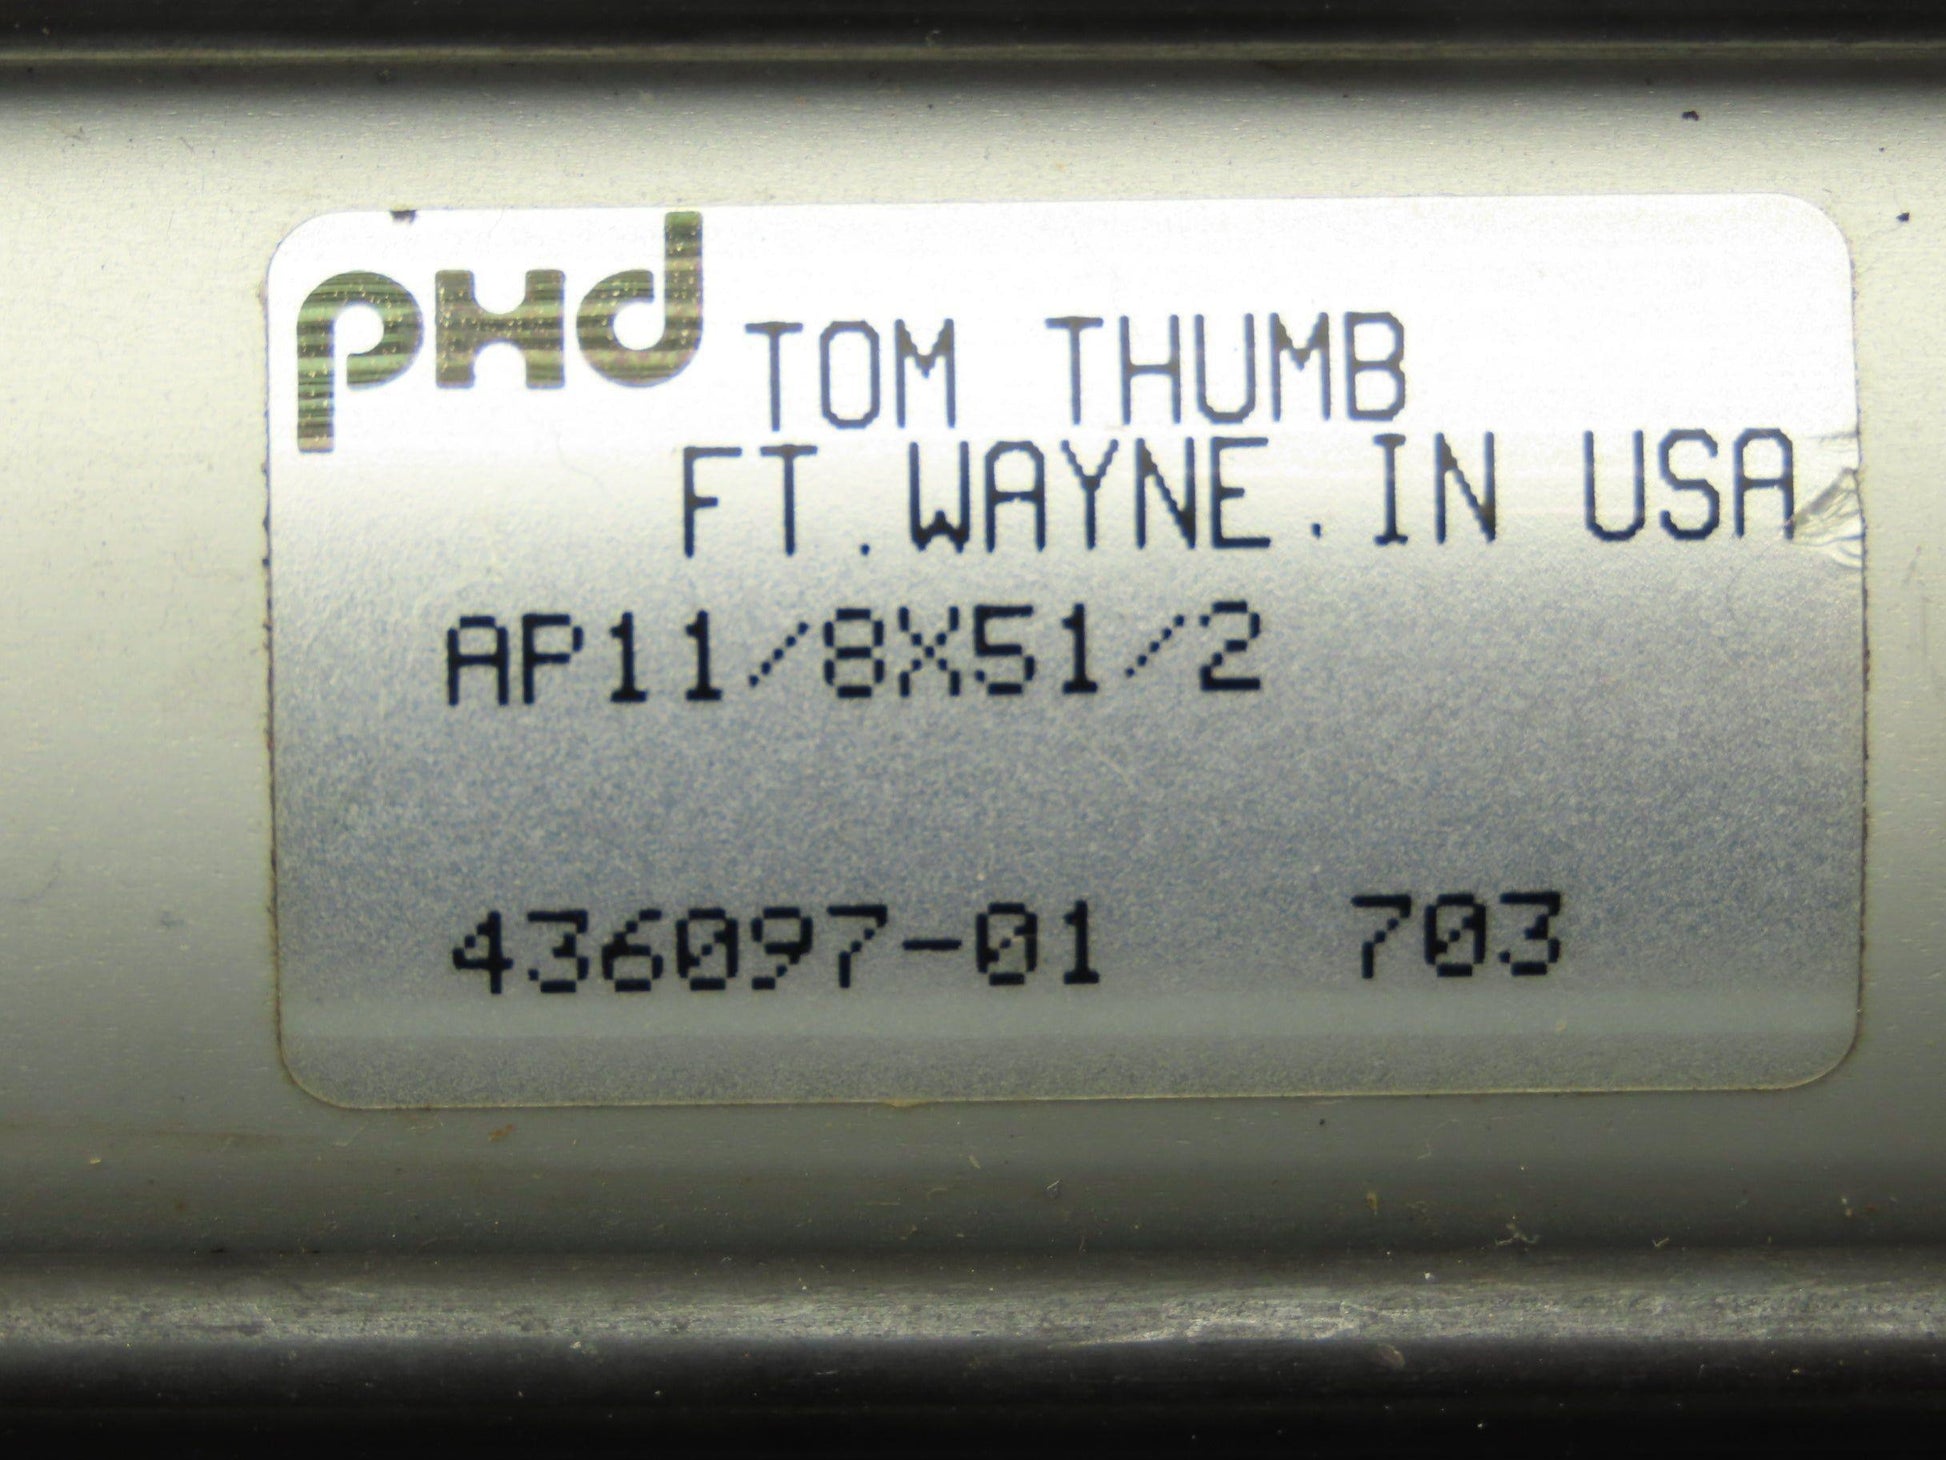 PHD TOM THUMB
FT.WAYNE.IN USA
AP11/8X51/2
436097-01 703